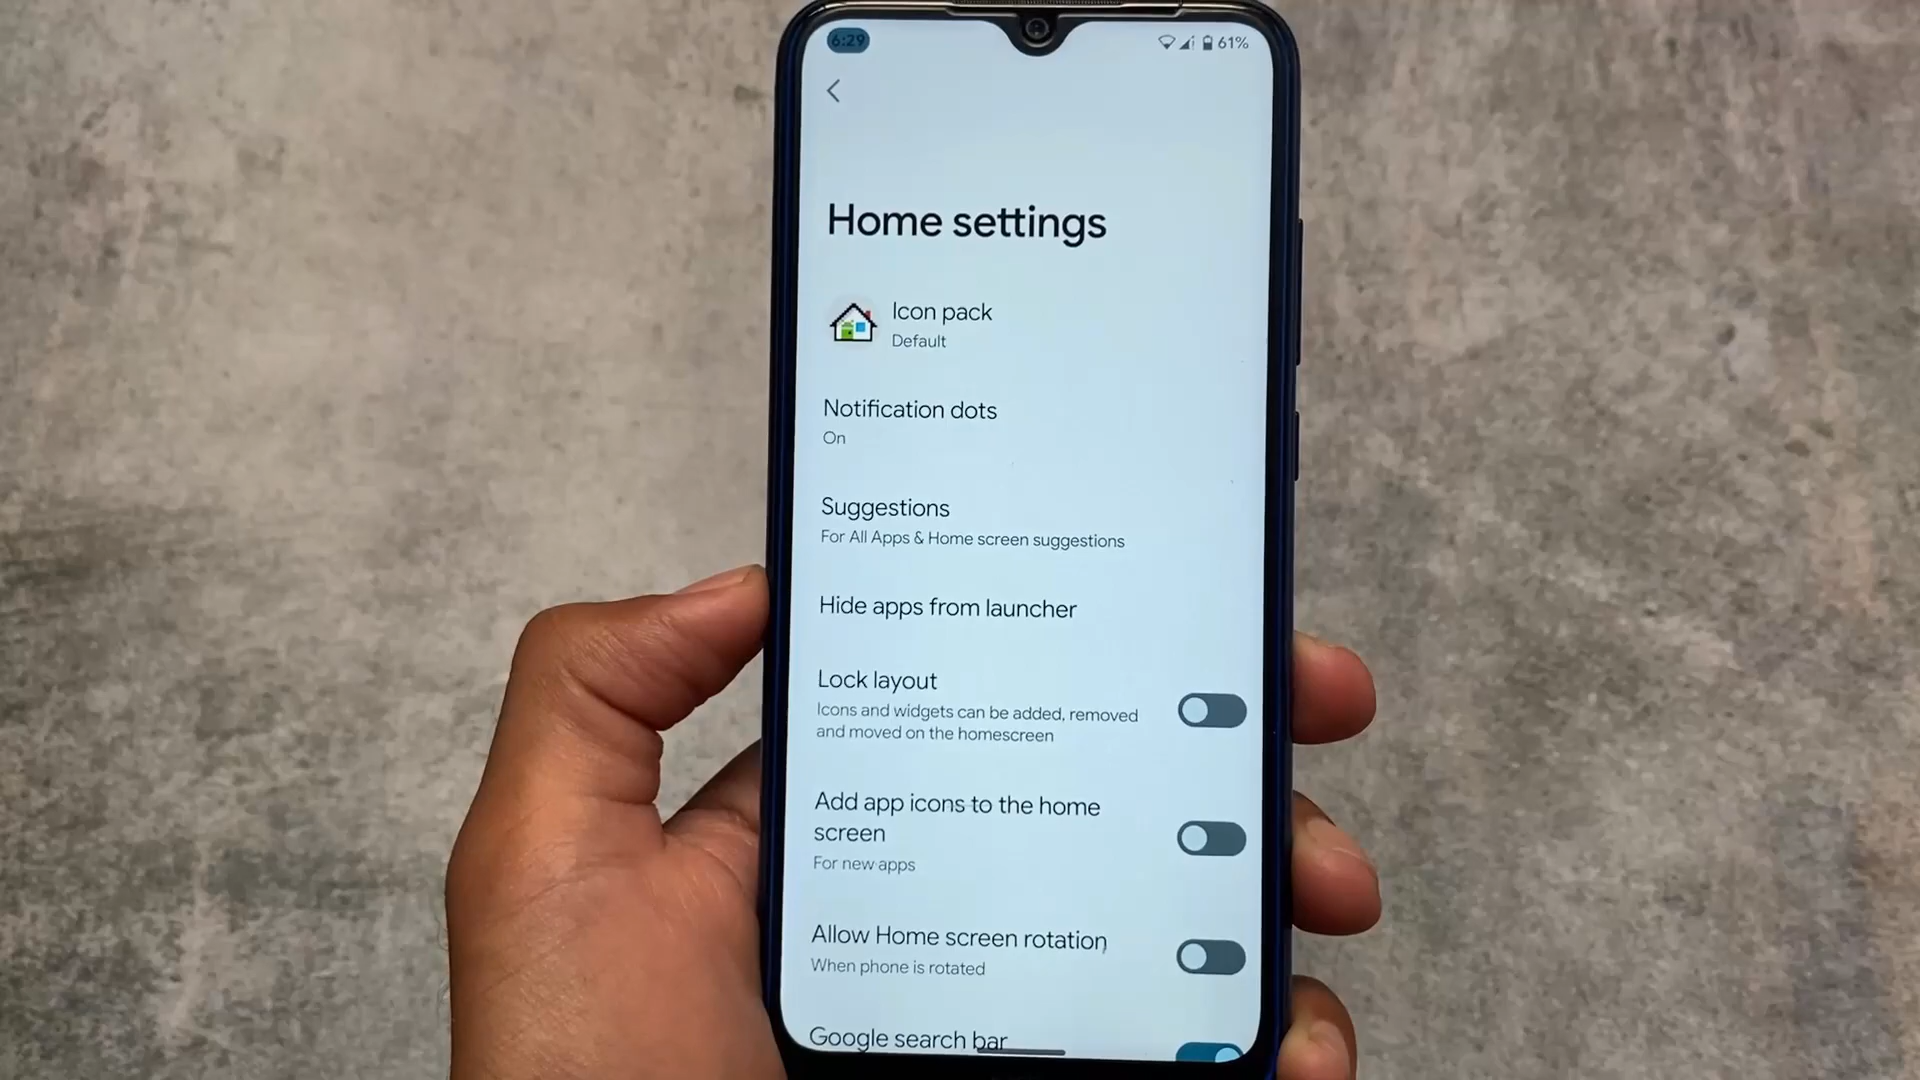 6:29
61%
Home settings
Icon pack
Default
Notification dots
On
Suggestions
For All Apps & Home screen suggestions
Hide apps from launcher
Lock layout
Icons and widgets can be added, removed
and moved on the homescreen
Add app icons to the home
screen
For new apps
Allow Home screen rotation
When phone is rotated
Google search bar